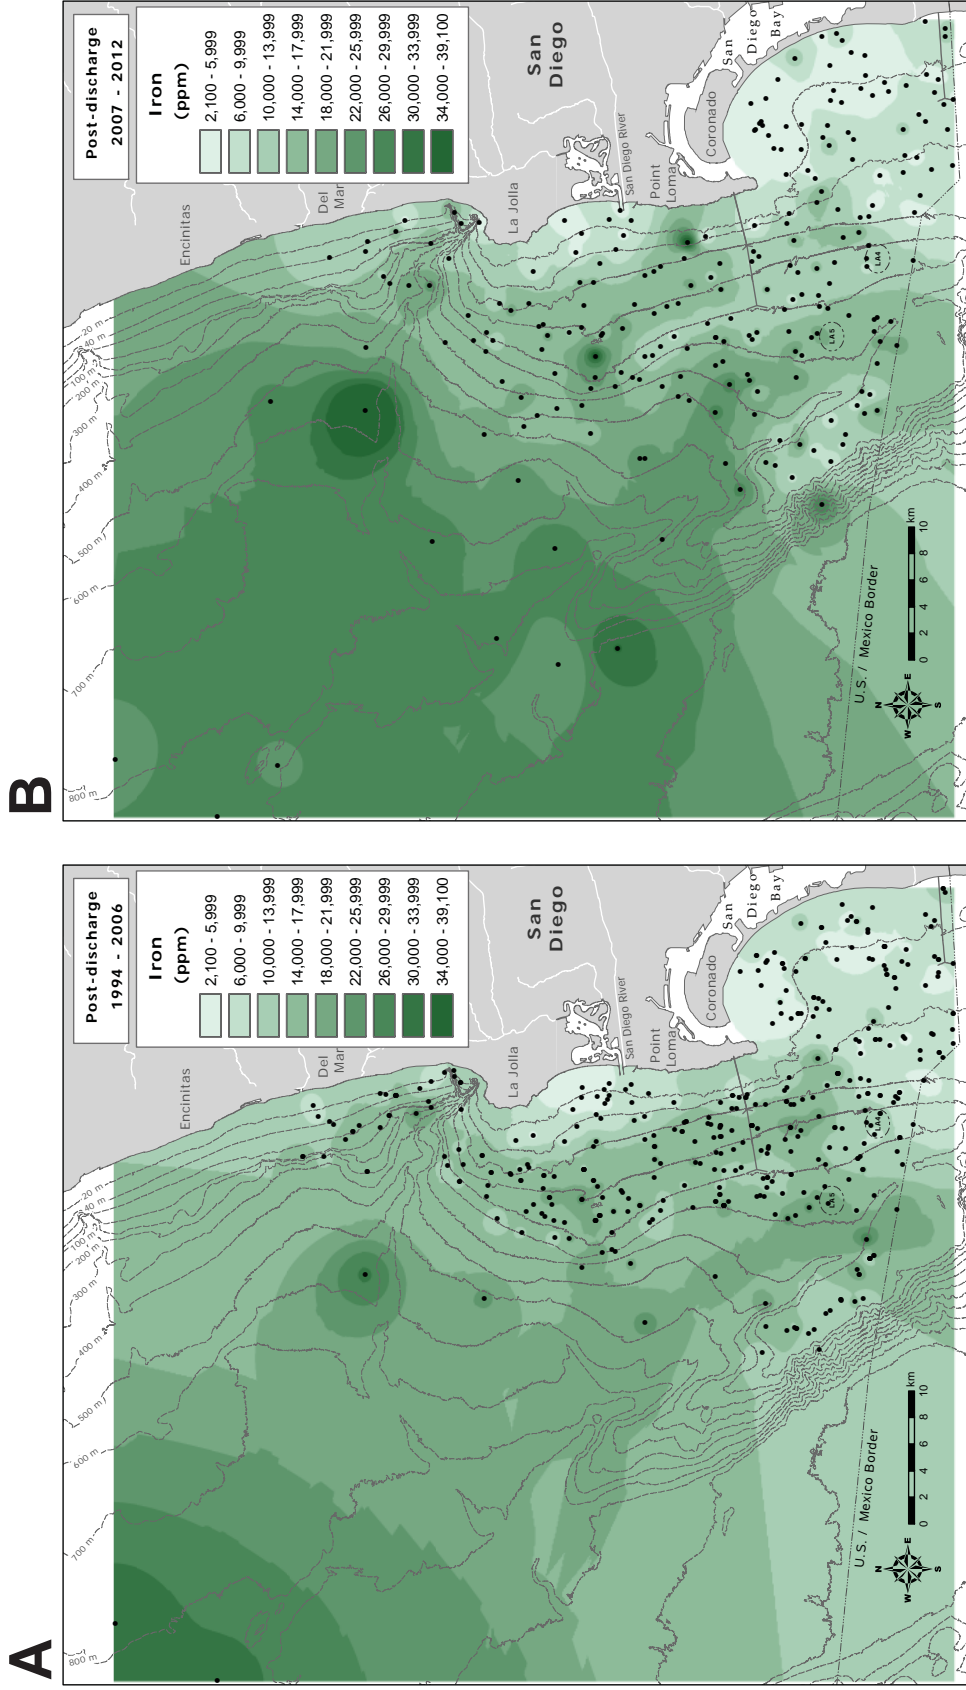 A
Post-discharge
1994 - 2006
Iron
(ppm)
2,100 - 5,999
6,000 - 9,999
10,000 - 13,999
14,000 - 17,999
18,000 - 21,999
22,000 - 25,999
26,000 - 29,999
30,000 - 33,999
34,000 - 39,100
Encinitas
Del
Mar
La Jolla
San
Diego
San Diego River
Point
Loma
Coronado
San
Diego
Bay
20 m
40 m
100 m
200 m
300 m
400 m
500 m
600 m
700 m
800 m
LA5
LA4
U.S. / Mexico Border
N
W E
S
0 2 4 6 8 10
km
B
Post-discharge
2007 - 2012
Iron
(ppm)
2,100 - 5,999
6,000 - 9,999
10,000 - 13,999
14,000 - 17,999
18,000 - 21,999
22,000 - 25,999
26,000 - 29,999
30,000 - 33,999
34,000 - 39,100
Encinitas
Del
Mar
La Jolla
San
Diego
San Diego River
Point
Loma
Coronado
San
Diego
Bay
20 m
40 m
100 m
200 m
300 m
400 m
500 m
600 m
700 m
800 m
LA5
LA4
U.S. / Mexico Border
N
W E
S
0 2 4 6 8 10
km